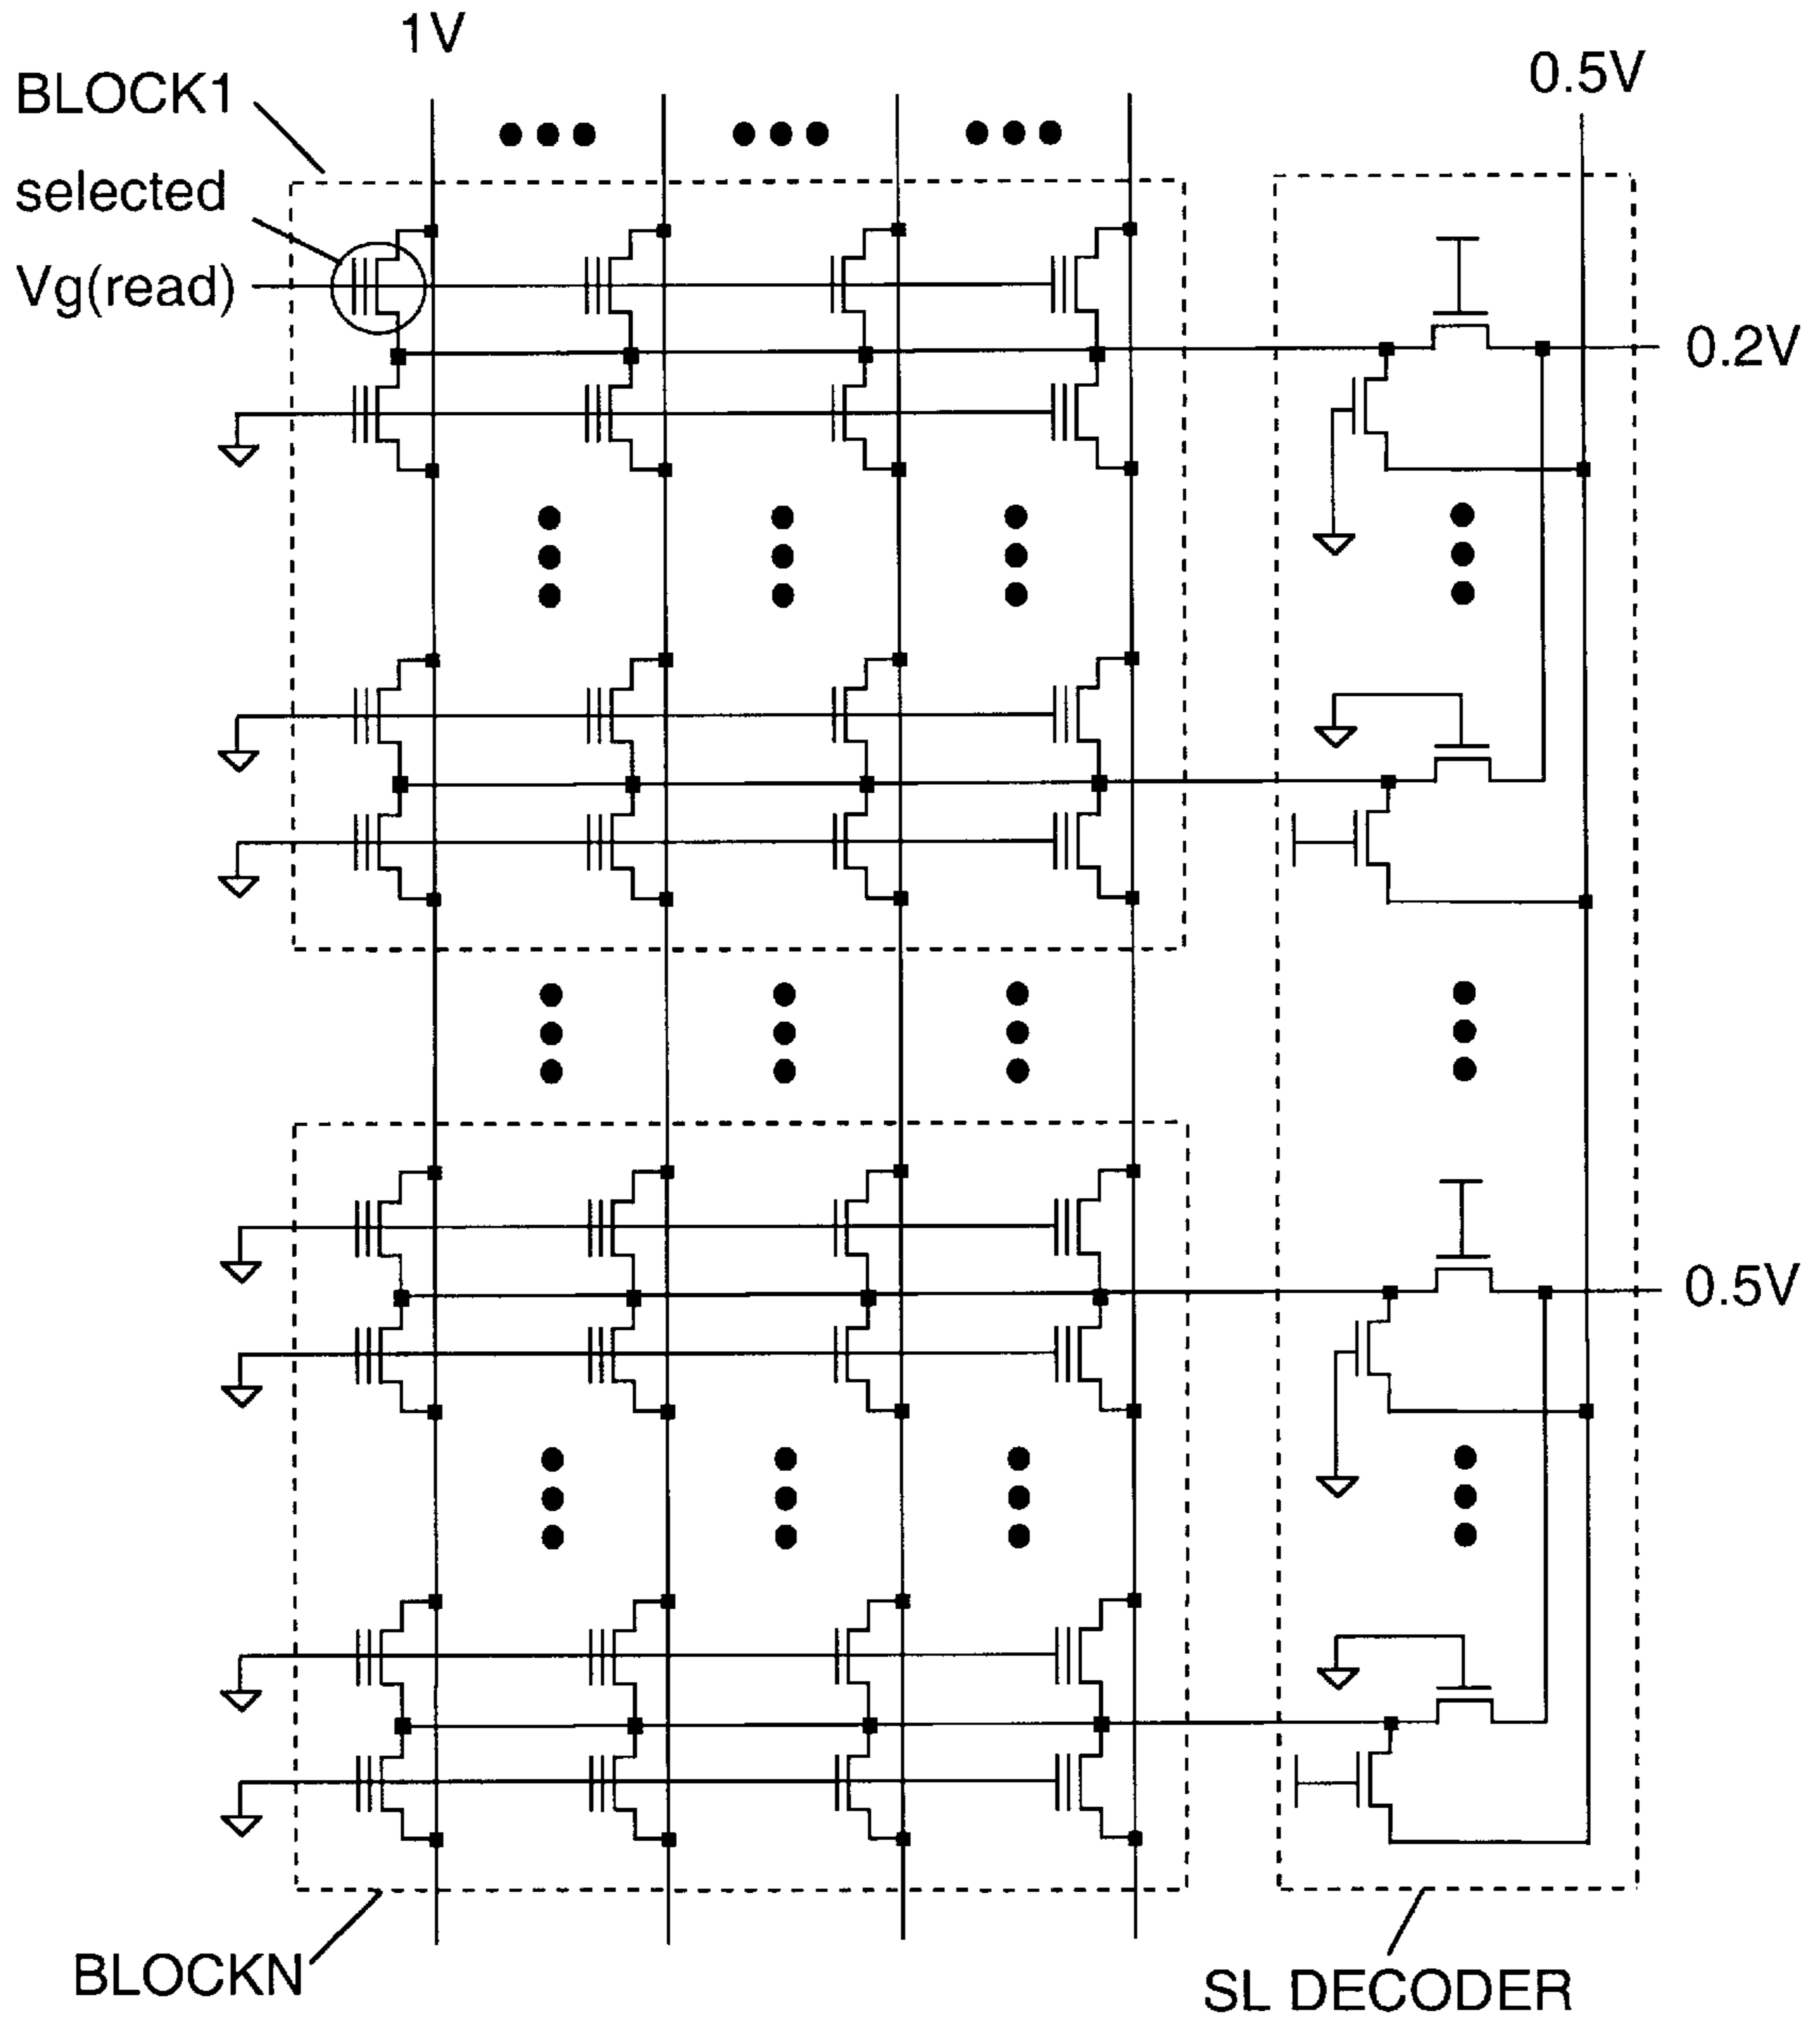 1V
0.5V
BLOCK1
selected
Vg(read)
0.2V
0.5V
BLOCKN
SL DECODER